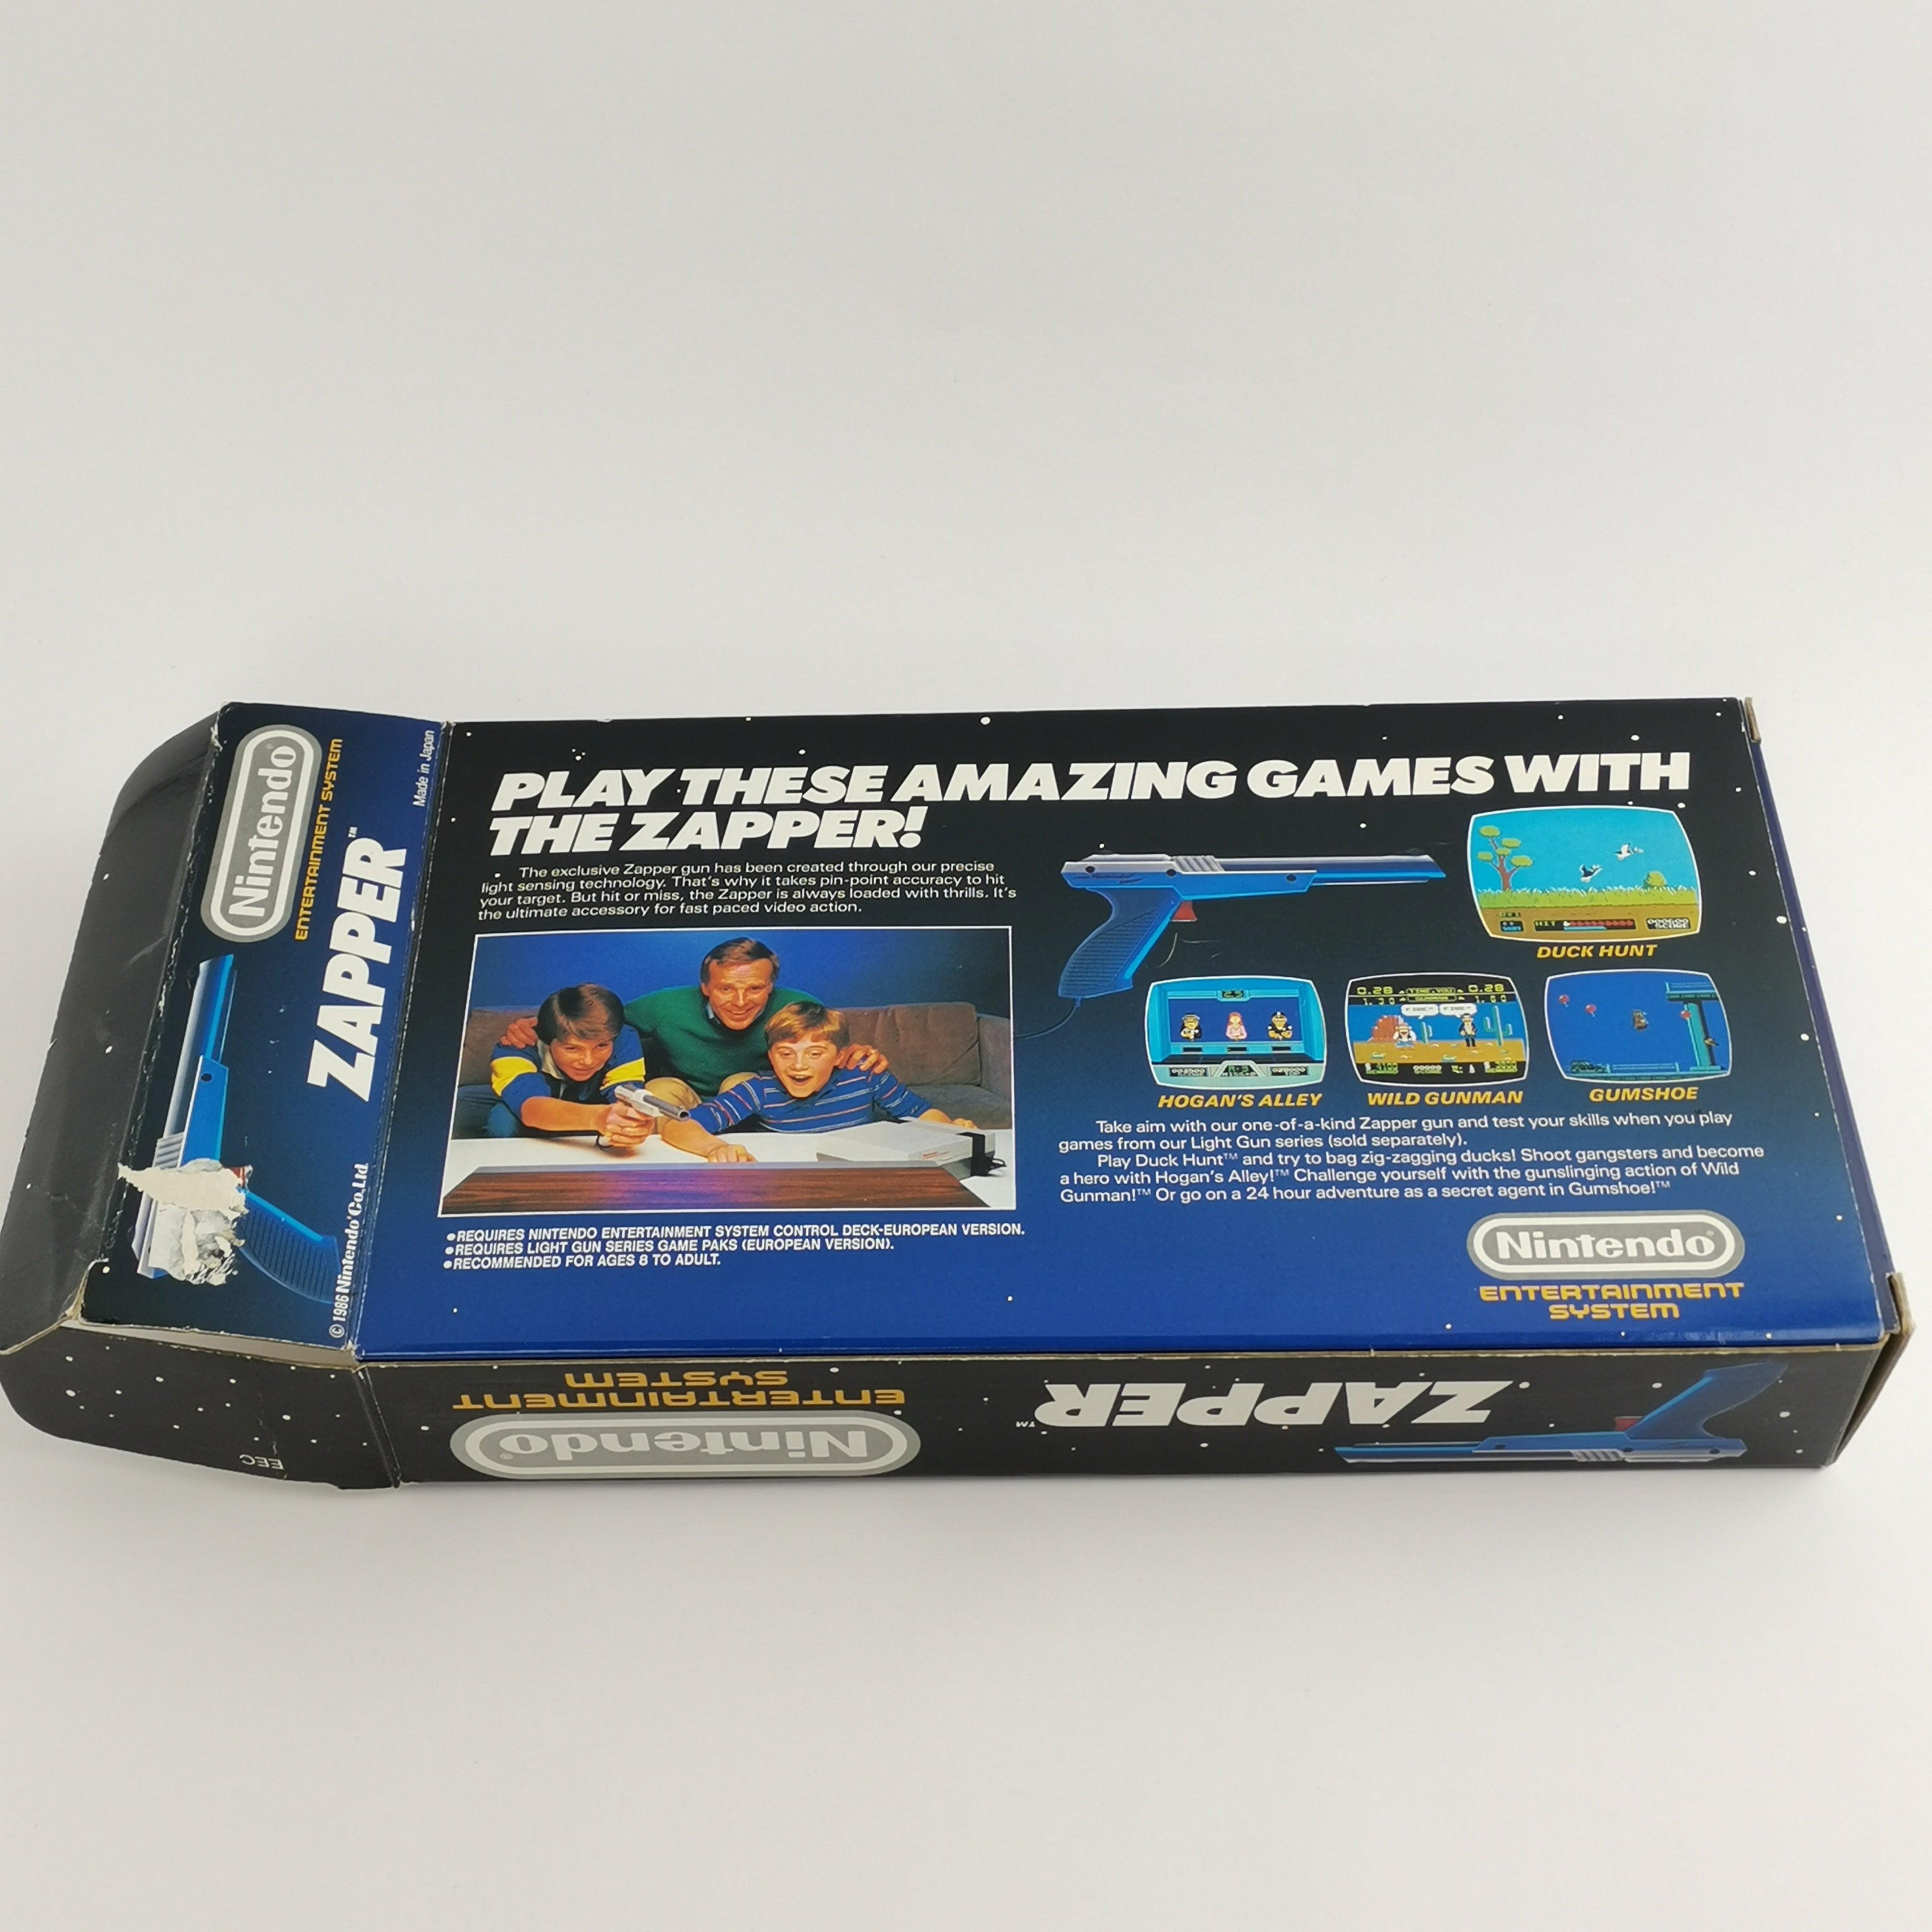 Nintendo®
ENTERTAINMENT SYSTEM
ZAPPER™
Made in Japan
© 1986 Nintendo Co., Ltd.
PLAY THESE AMAZING GAMES WITH
THE ZAPPER!
The exclusive Zapper gun has been created through our precise
light sensing technology. That's why it takes pin-point accuracy to hit
your target. But hit or miss, the Zapper is always loaded with thrills. It's
the ultimate accessory for fast paced video action.
DUCK HUNT
HOGAN'S ALLEY
WILD GUNMAN
GUMSHOE
Take aim with our one-of-a-kind Zapper gun and test your skills when you play
games from our Light Gun series (sold separately).
Play Duck Hunt™ and try to bag zig-zagging ducks! Shoot gangsters and become
a hero with Hogan's Alley!™ Challenge yourself with the gunslinging action of Wild
Gunman!™ Or go on a 24 hour adventure as a secret agent in Gumshoe!™
●REQUIRES NINTENDO ENTERTAINMENT SYSTEM CONTROL DECK-EUROPEAN VERSION.
●REQUIRES LIGHT GUN SERIES GAME PAKS (EUROPEAN VERSION).
●RECOMMENDED FOR AGES 8 TO ADULT.
Nintendo®
ENTERTAINMENT
SYSTEM
ZAPPER™
Nintendo®
ENTERTAINMENT
SYSTEM
EEC